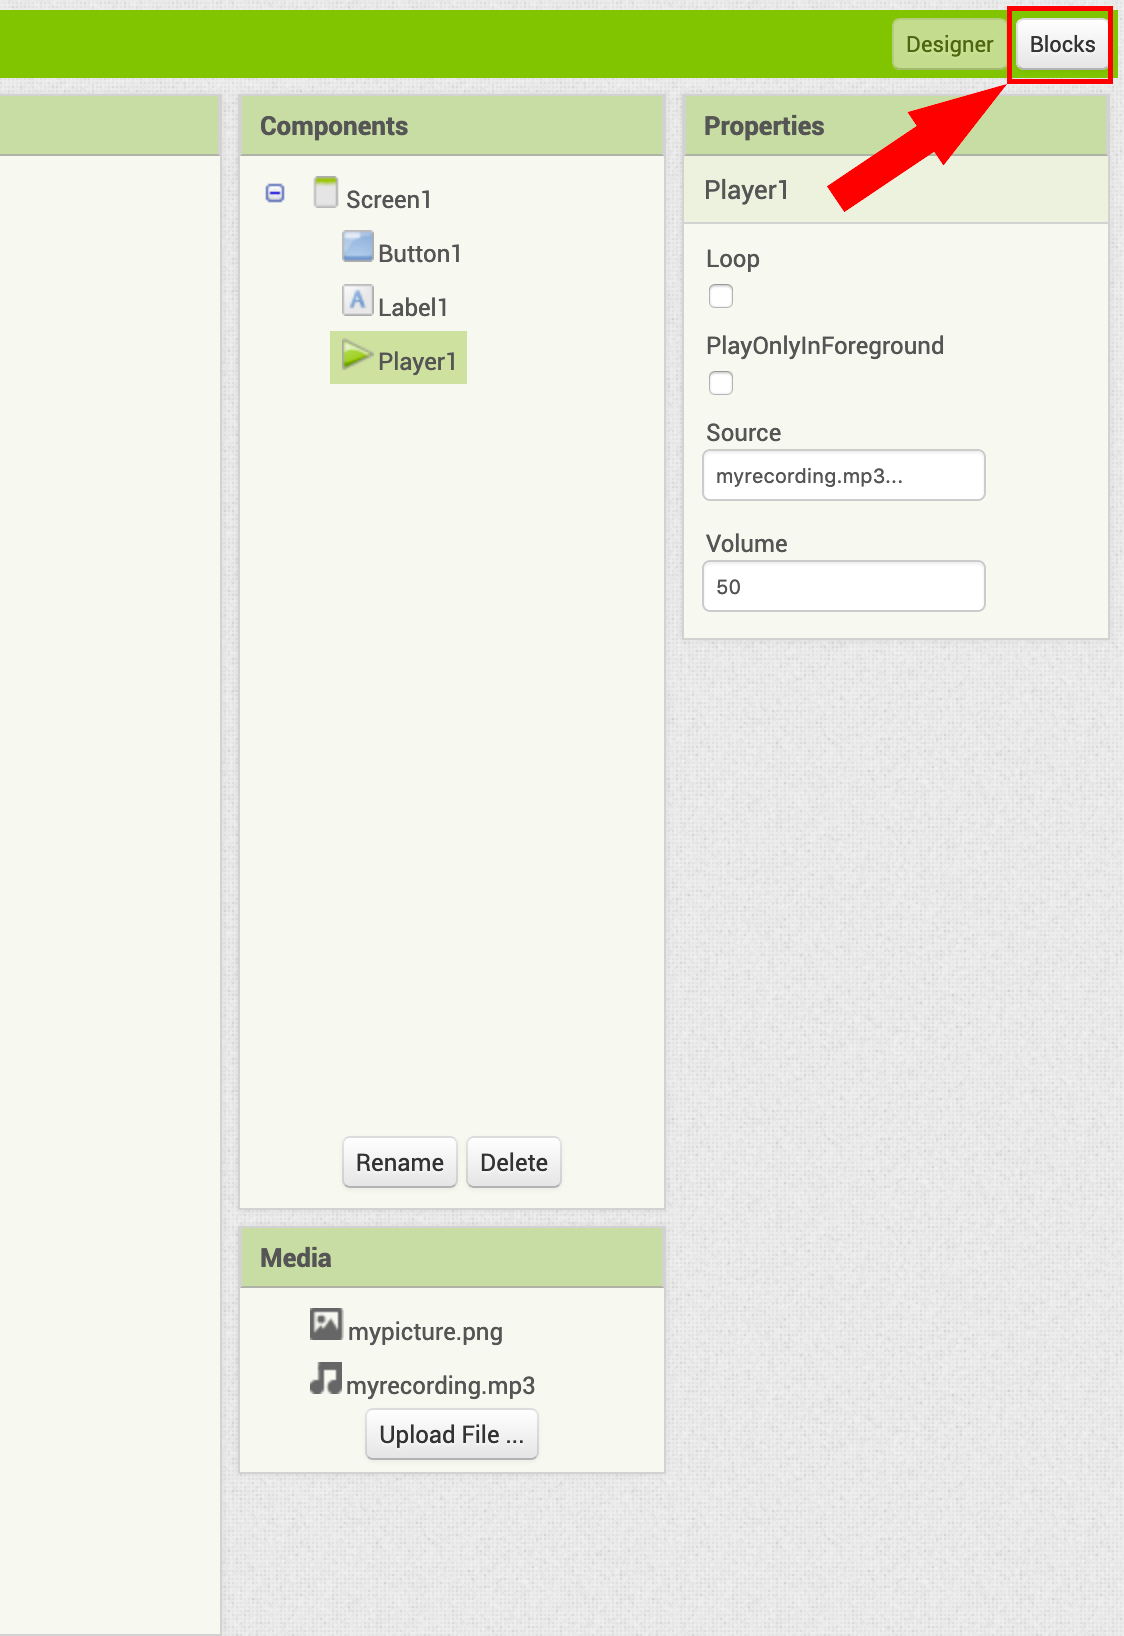 Designer
Blocks
Components
Screen1
Button1
A
Label1
Player1
Rename
Delete
Media
mypicture.png
myrecording.mp3
Upload File ...
Properties
Player1
Loop
PlayOnlyInForeground
Source
myrecording.mp3...
Volume
50